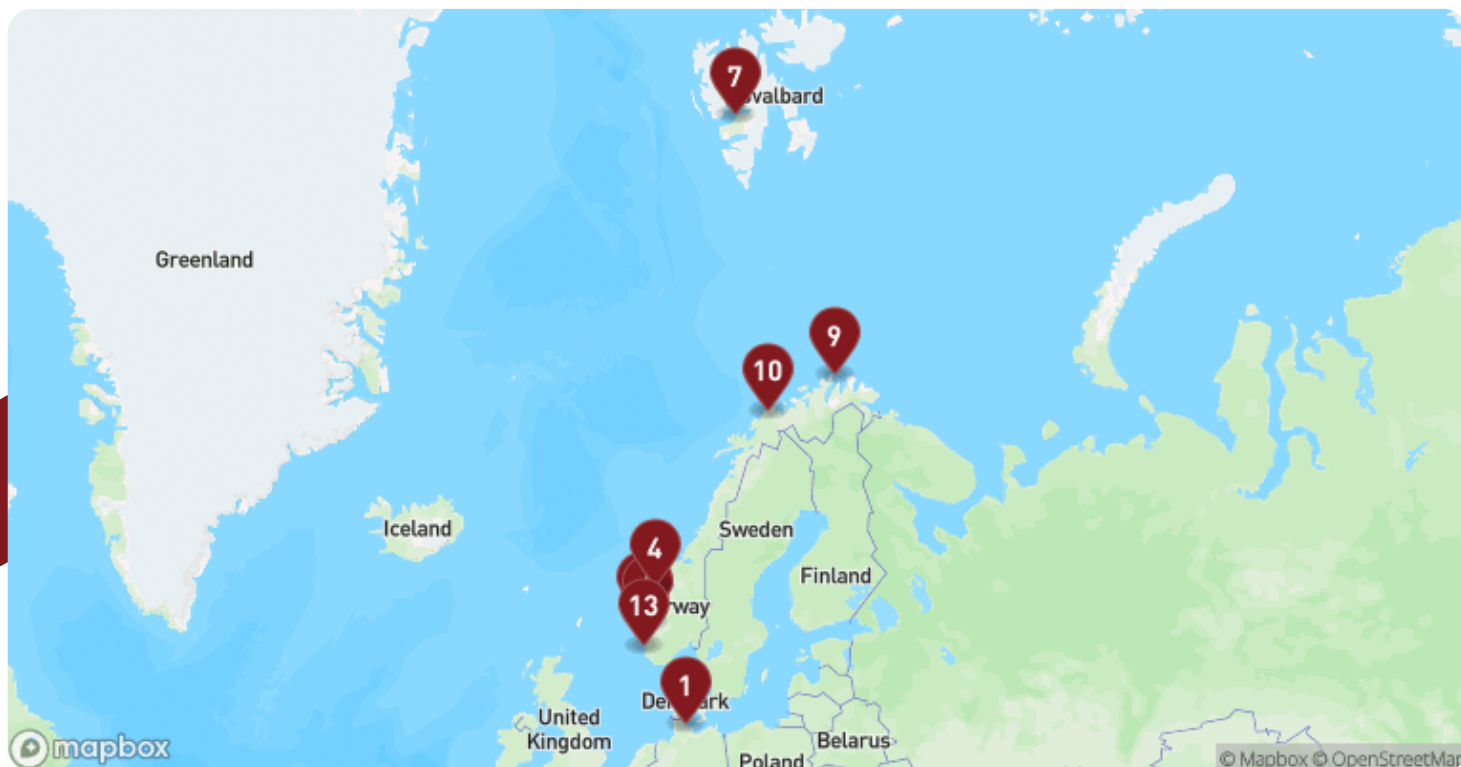 7
valbard
Greenland
9
10
Iceland
Sweden
4
Finland
13
rway
1
Den
ark
United
Kingdom
Belarus
Poland
mapbox
© Mapbox © OpenStreetMap